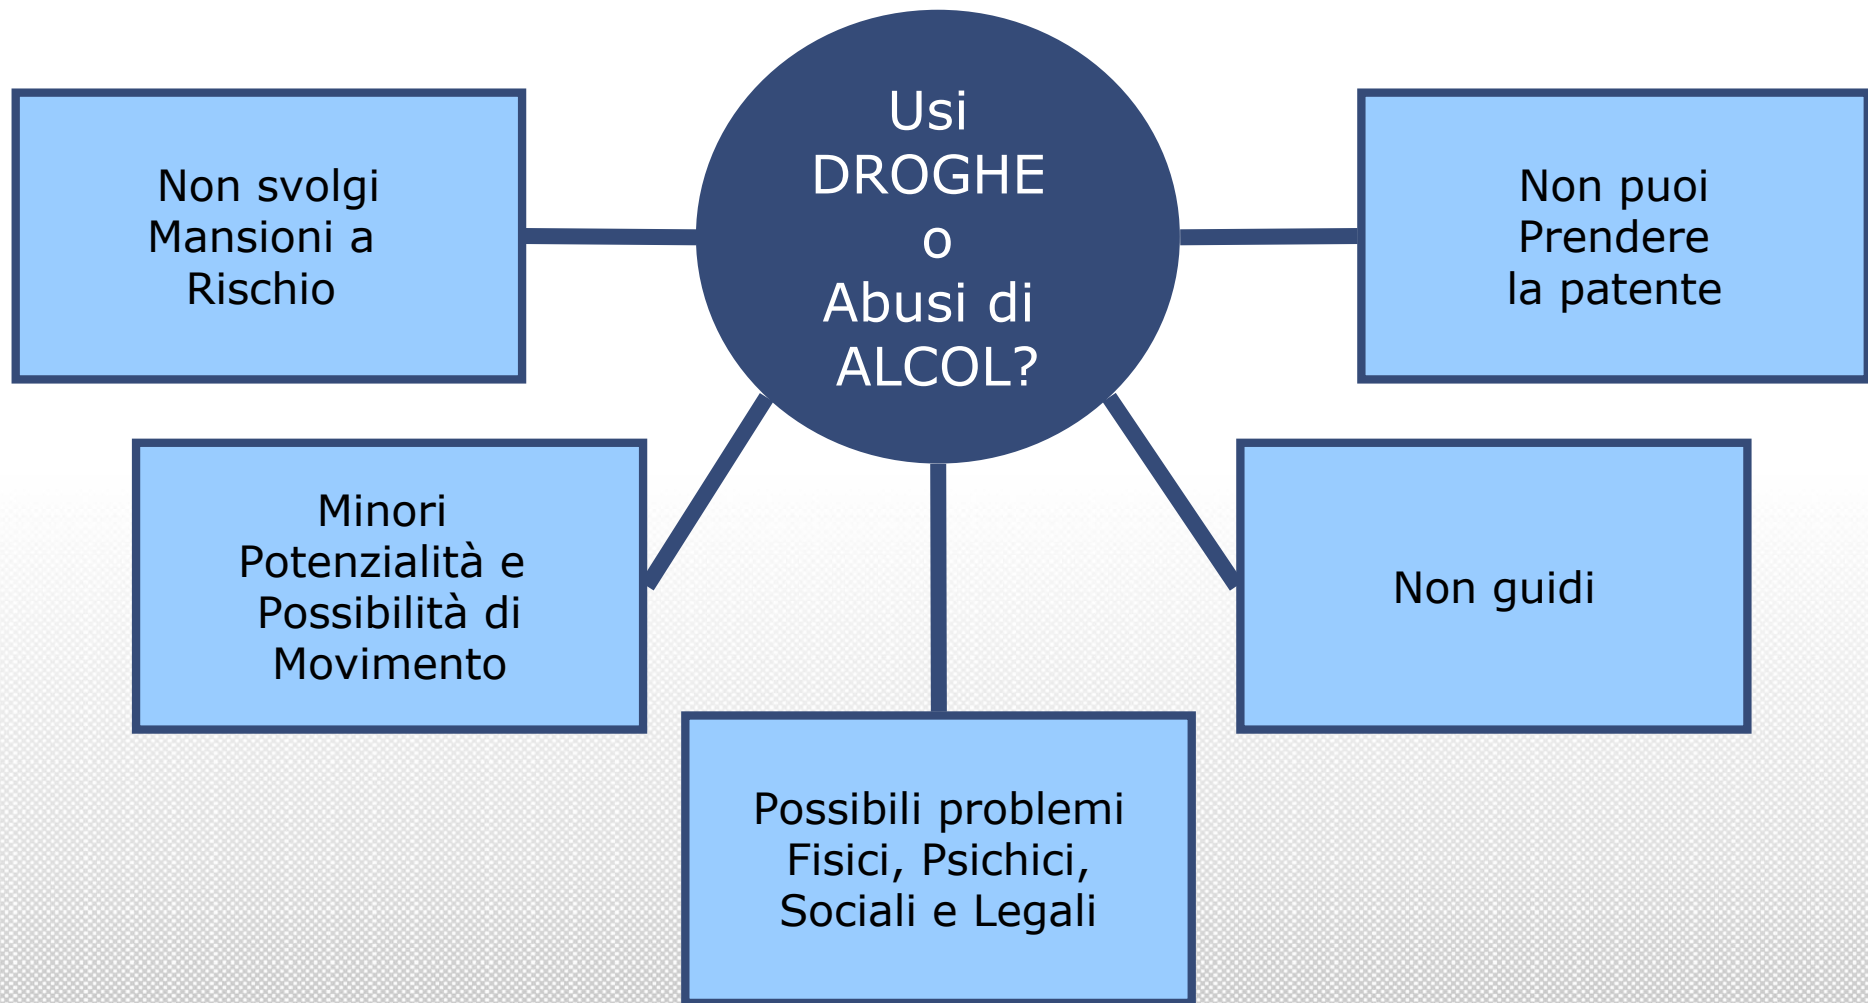 Usi
DROGHE
o
Abusi di
ALCOL?
Non svolgi
Mansioni a
Rischio
Non puoi
Prendere
la patente
Minori
Potenzialità e
Possibilità di
Movimento
Non guidi
Possibili problemi
Fisici, Psichici,
Sociali e Legali